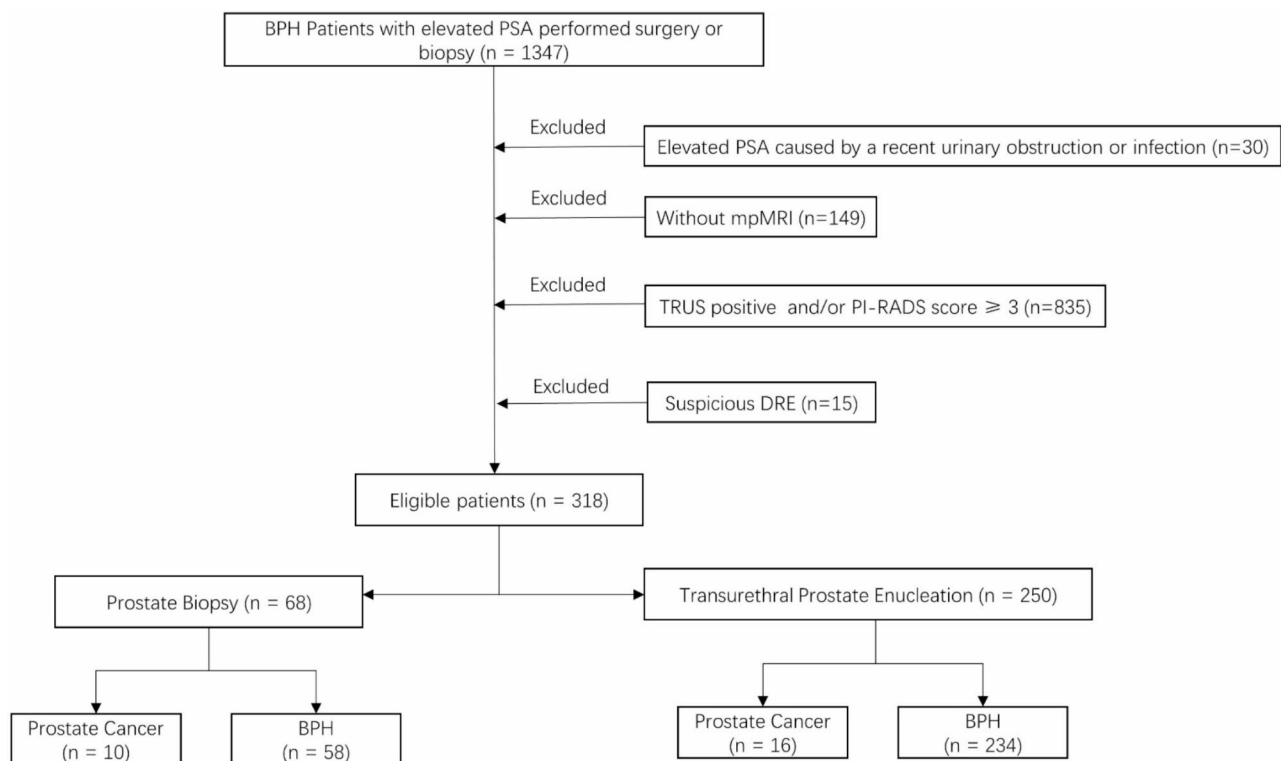 BPH Patients with elevated PSA performed surgery or
biopsy (n = 1347)
Excluded
Elevated PSA caused by a recent urinary obstruction or infection (n=30)
Excluded
Without mpMRI (n=149)
Excluded
TRUS positive and/or PI-RADS score ⩾ 3 (n=835)
Excluded
Suspicious DRE (n=15)
Eligible patients (n = 318)
Prostate Biopsy (n = 68)
Transurethral Prostate Enucleation (n = 250)
Prostate Cancer
(n = 10)
BPH
(n = 58)
Prostate Cancer
(n = 16)
BPH
(n = 234)